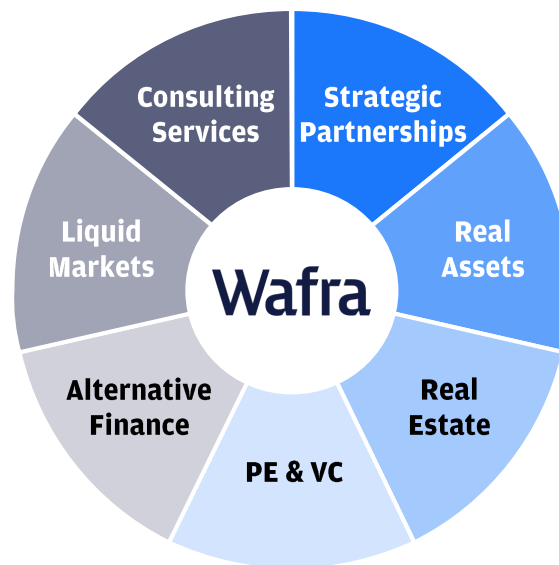 Consulting
Services
Strategic
Partnerships
Liquid
Markets
Real
Assets
Wafra
Alternative
Finance
Real
Estate
PE & VC